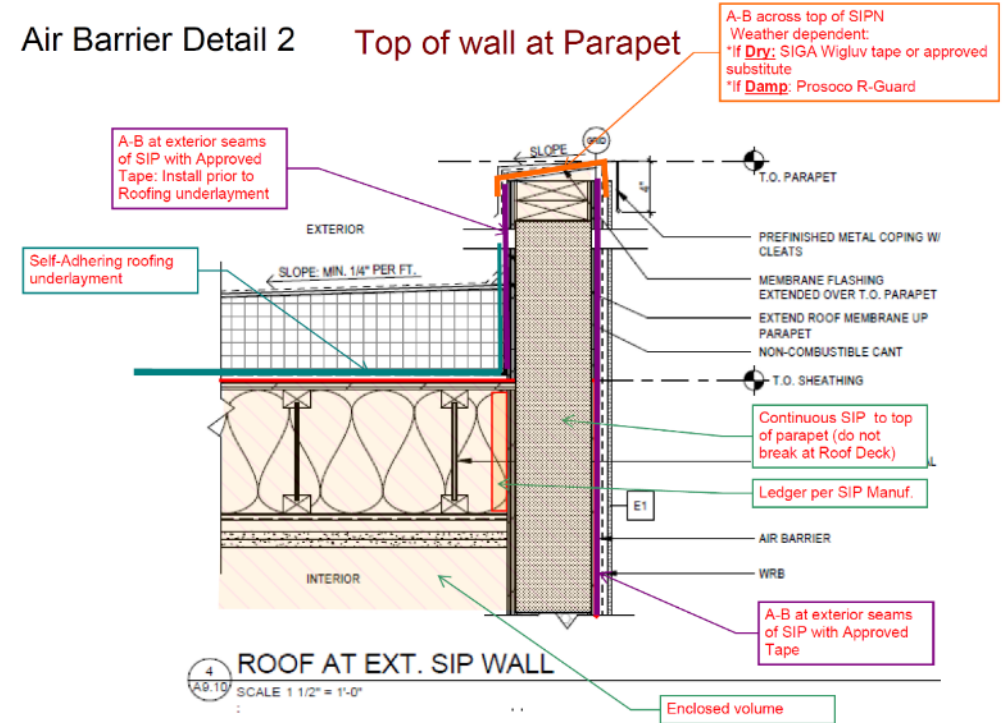 Air Barrier Detail 2
Top of wall at Parapet
A-B across top of SIPN
Weather dependent:
*If Dry: SIGA Wigluv tape or approved
substitute
*If Damp: Prosoco R-Guard
A-B at exterior seams
of SIP with Approved
Tape: Install prior to
Roofing underlayment
GRID
SLOPE
4"
T.O. PARAPET
EXTERIOR
PREFINISHED METAL COPING W/
CLEATS
Self-Adhering roofing
underlayment
SLOPE: MIN. 1/4" PER FT.
MEMBRANE FLASHING
EXTENDED OVER T.O. PARAPET
EXTEND ROOF MEMBRANE UP
PARAPET
NON-COMBUSTIBLE CANT
T.O. SHEATHING
Continuous SIP to top
of parapet (do not
break at Roof Deck)
Ledger per SIP Manuf.
E1
AIR BARRIER
INTERIOR
WRB
A-B at exterior seams
of SIP with Approved
Tape
4
A9.10
ROOF AT EXT. SIP WALL
SCALE 1 1/2" = 1'-0"
Enclosed volume